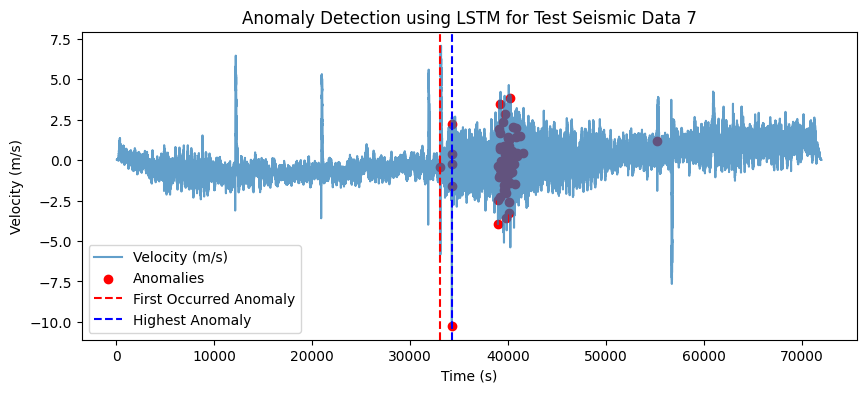 Anomaly Detection using LSTM for Test Seismic Data 7
Velocity (m/s)
7.5
5.0
2.5
0.0
−2.5
−5.0
−7.5
−10.0
Velocity (m/s)
Anomalies
First Occurred Anomaly
Highest Anomaly
0 10000 20000 30000 40000 50000 60000 70000
Time (s)